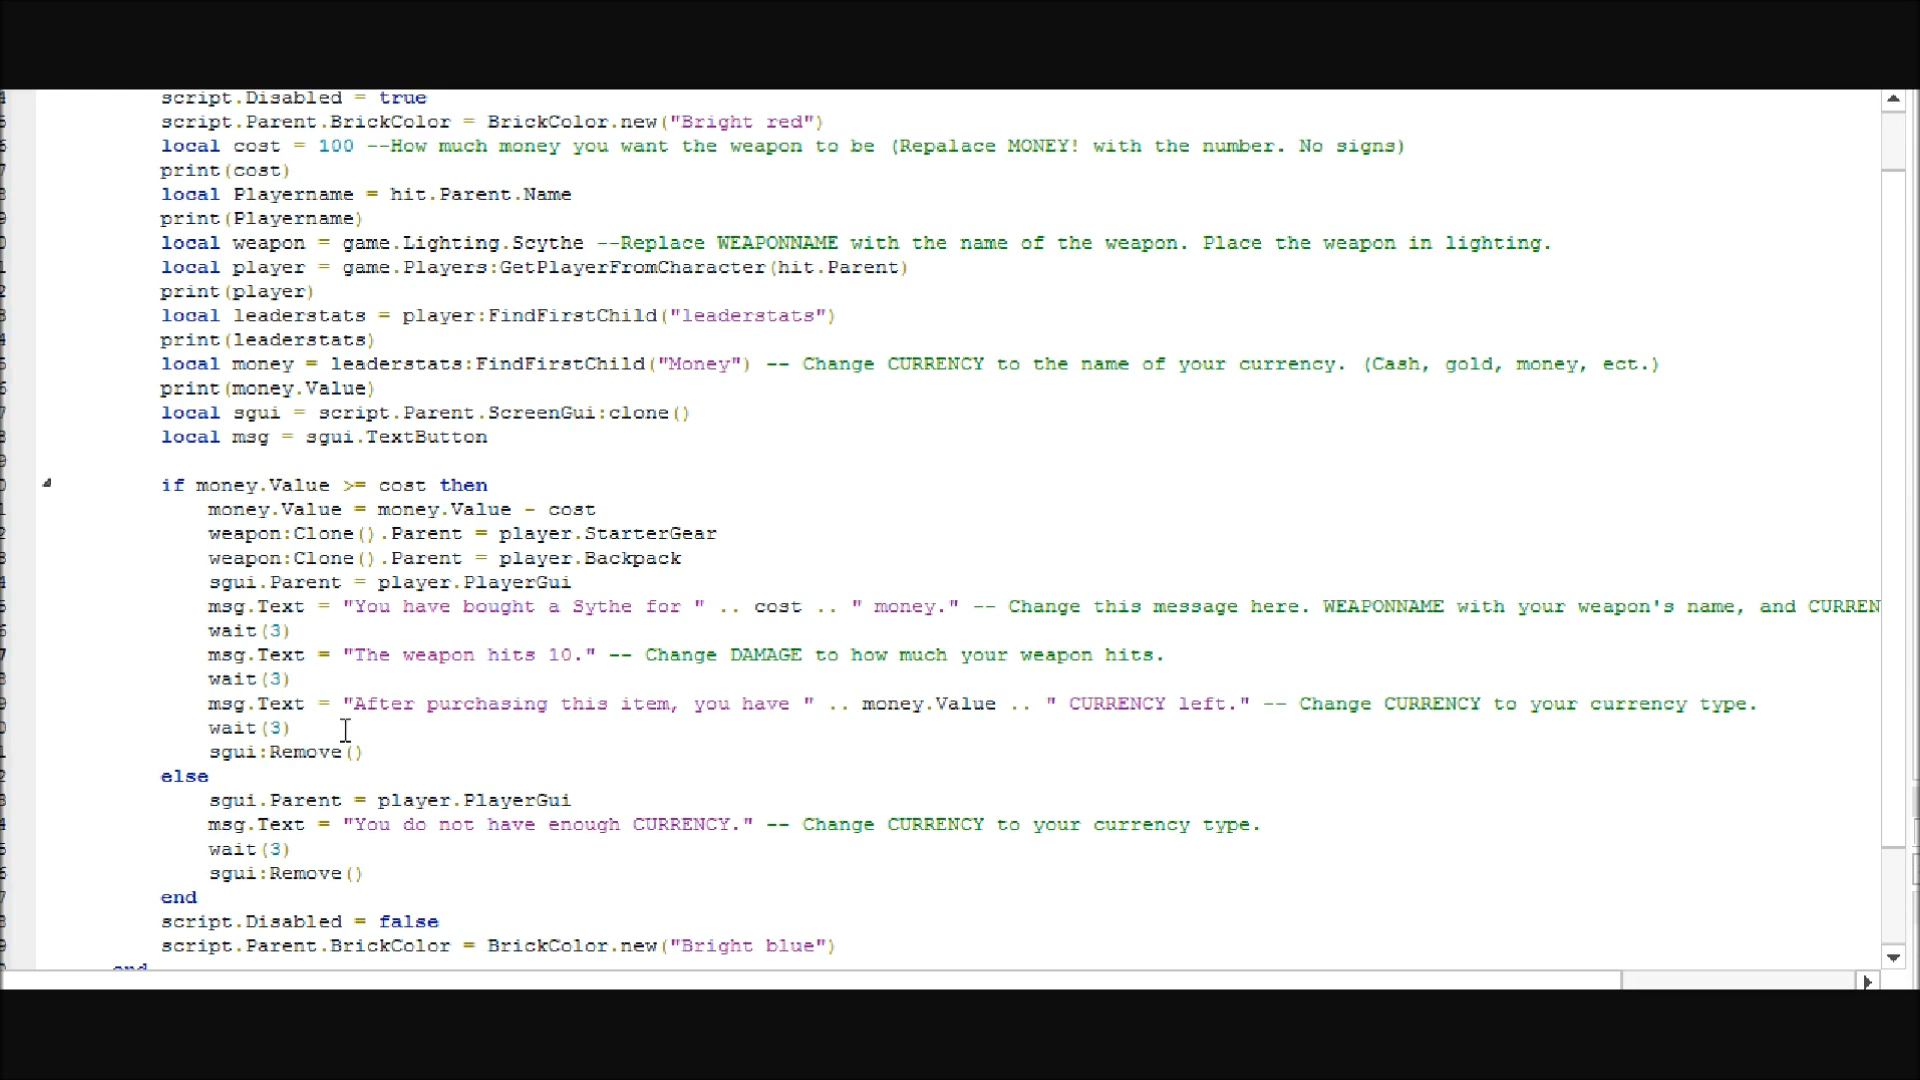 script.Disabled = true
script.Parent.BrickColor = BrickColor.new("Bright red")
local cost = 100 --How much money you want the weapon to be (Repalace MONEY! with the number. No signs)
print(cost)
local Playername = hit.Parent.Name
print(Playername)
local weapon = game.Lighting.Scythe --Replace WEAPONNAME with the name of the weapon. Place the weapon in lighting.
local player = game.Players:GetPlayerFromCharacter(hit.Parent)
print(player)
local leaderstats = player:FindFirstChild("leaderstats")
print(leaderstats)
local money = leaderstats:FindFirstChild("Money") -- Change CURRENCY to the name of your currency. (Cash, gold, money, ect.)
print(money.Value)
local sgui = script.Parent.ScreenGui:clone()
local msg = sgui.TextButton
if money.Value >= cost then
money.Value = money.Value - cost
weapon:Clone().Parent = player.StarterGear
weapon:Clone().Parent = player.Backpack
sgui.Parent = player.PlayerGui
msg.Text = "You have bought a Sythe for " .. cost .. " money." -- Change this message here. WEAPONNAME with your weapon's name, and CURREN
wait(3)
msg.Text = "The weapon hits 10." -- Change DAMAGE to how much your weapon hits.
wait(3)
msg.Text = "After purchasing this item, you have " .. money.Value .. " CURRENCY left." -- Change CURRENCY to your currency type.
wait(3)
sgui:Remove()
else
sgui.Parent = player.PlayerGui
msg.Text = "You do not have enough CURRENCY." -- Change CURRENCY to your currency type.
wait(3)
sgui:Remove()
end
script.Disabled = false
script.Parent.BrickColor = BrickColor.new("Bright blue")
end